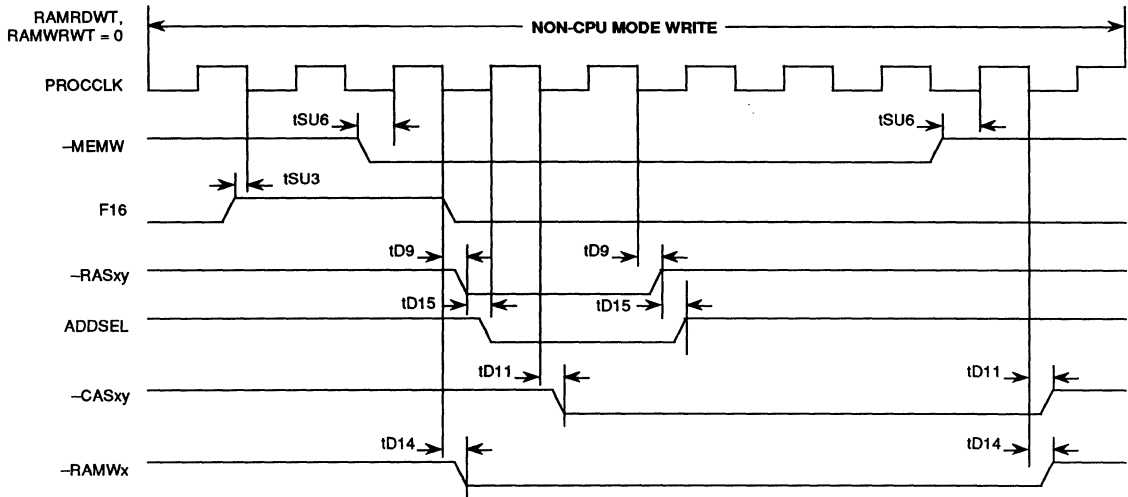 RAMRDWT,
RAMWRWT = 0
NON-CPU MODE WRITE
PROCCLK
tSU6
tSU6
–MEMW
tSU3
F16
tD9
tD9
–RASxy
tD15
tD15
ADDSEL
tD11
tD11
–CASxy
tD14
tD14
–RAMWx